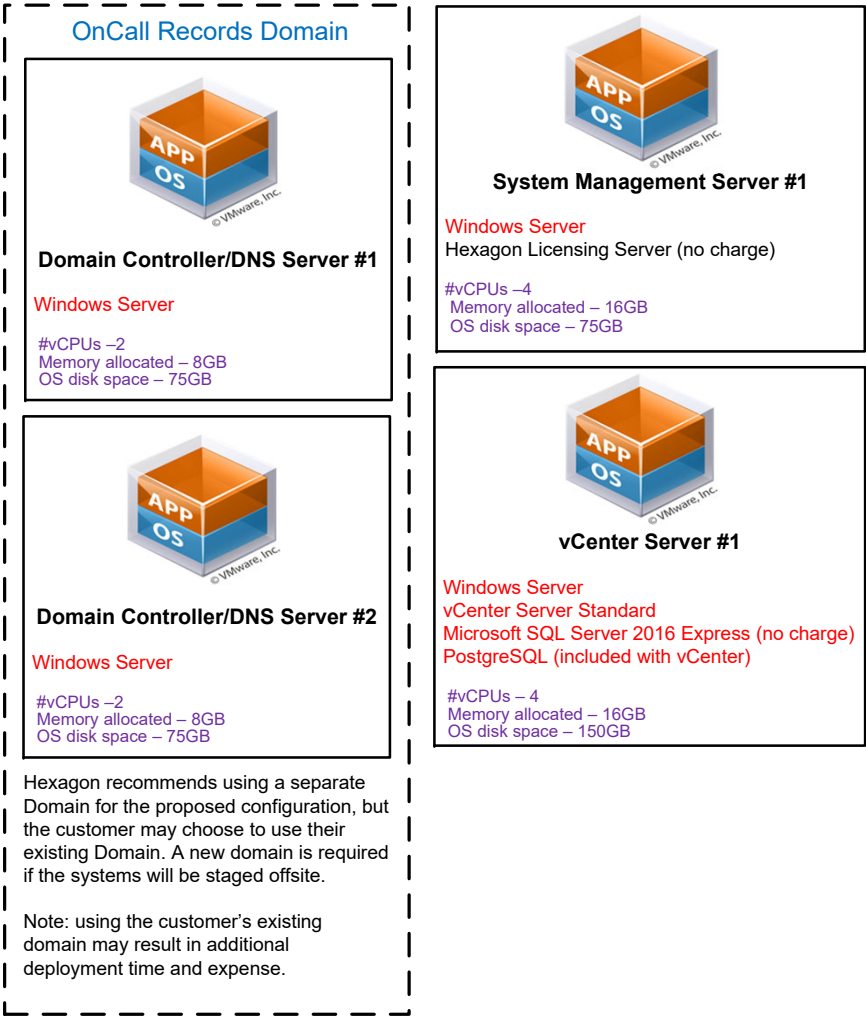 OnCall Records Domain
APP
OS
© VMware, Inc.
Domain Controller/DNS Server #1
Windows Server
#vCPUs –2
Memory allocated – 8GB
OS disk space – 75GB
APP
OS
© VMware, Inc.
Domain Controller/DNS Server #2
Windows Server
#vCPUs –2
Memory allocated – 8GB
OS disk space – 75GB
Hexagon recommends using a separate
Domain for the proposed configuration, but
the customer may choose to use their
existing Domain. A new domain is required
if the systems will be staged offsite.
Note: using the customer’s existing
domain may result in additional
deployment time and expense.
APP
OS
© VMware, Inc.
System Management Server #1
Windows Server
Hexagon Licensing Server (no charge)
#vCPUs –4
Memory allocated – 16GB
OS disk space – 75GB
APP
OS
© VMware, Inc.
vCenter Server #1
Windows Server
vCenter Server Standard
Microsoft SQL Server 2016 Express (no charge)
PostgreSQL (included with vCenter)
#vCPUs – 4
Memory allocated – 16GB
OS disk space – 150GB